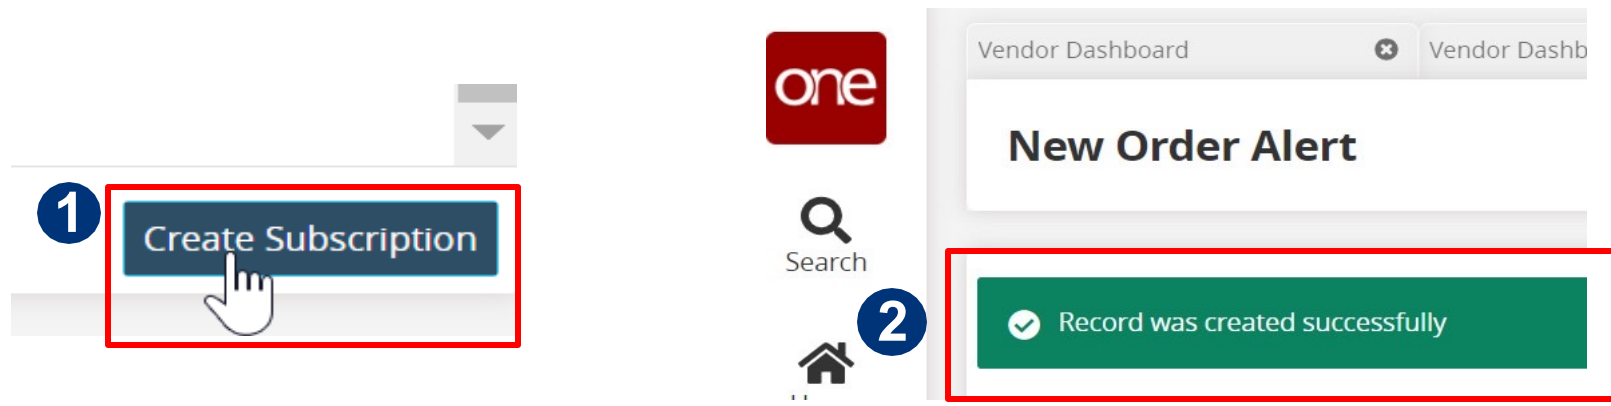 1
Create Subscription
one
Search
2
Vendor Dashboard
Vendor Dashb
New Order Alert
Record was created successfully